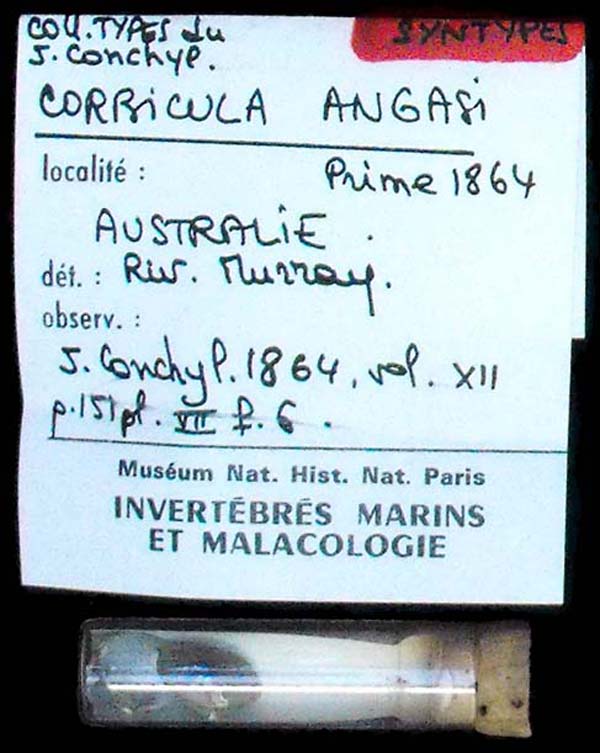 COLL. TYPES du
SYNTYPES
J. Conchyl.
CORBICULA ANGASI
localité :
Prime 1864
AUSTRALIE .
dét. : Riv. Murray.
observ. :
J. Conchyl. 1864, vol. XII
p.151 pl. VII f. 6 .
Muséum Nat. Hist. Nat. Paris
INVERTÉBRÉS MARINS
ET MALACOLOGIE